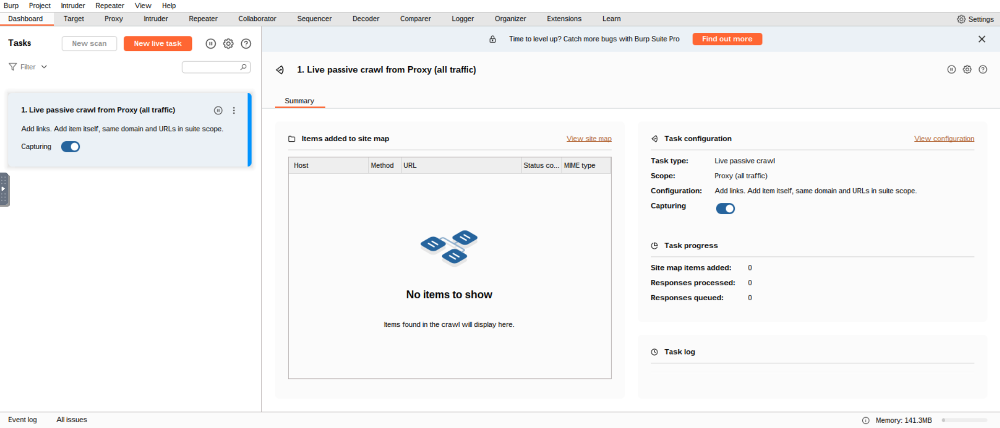 Burp Project Intruder Repeater View Help
Dashboard Target Proxy Intruder Repeater Collaborator Sequencer Decoder Comparer Logger Organizer Extensions Learn Settings
Tasks New scan New live task
Filter
1. Live passive crawl from Proxy (all traffic)
Add links. Add item itself, same domain and URLs in suite scope.
Capturing
Time to level up? Catch more bugs with Burp Suite Pro Find out more
1. Live passive crawl from Proxy (all traffic)
Summary
Items added to site map View site map
Host Method URL Status co... MIME type
No items to show
Items found in the crawl will display here.
Task configuration View configuration
Task type: Live passive crawl
Scope: Proxy (all traffic)
Configuration: Add links. Add item itself, same domain and URLs in suite scope.
Capturing
Task progress
Site map items added: 0
Responses processed: 0
Responses queued: 0
Task log
Event log All issues Memory: 141.3MB